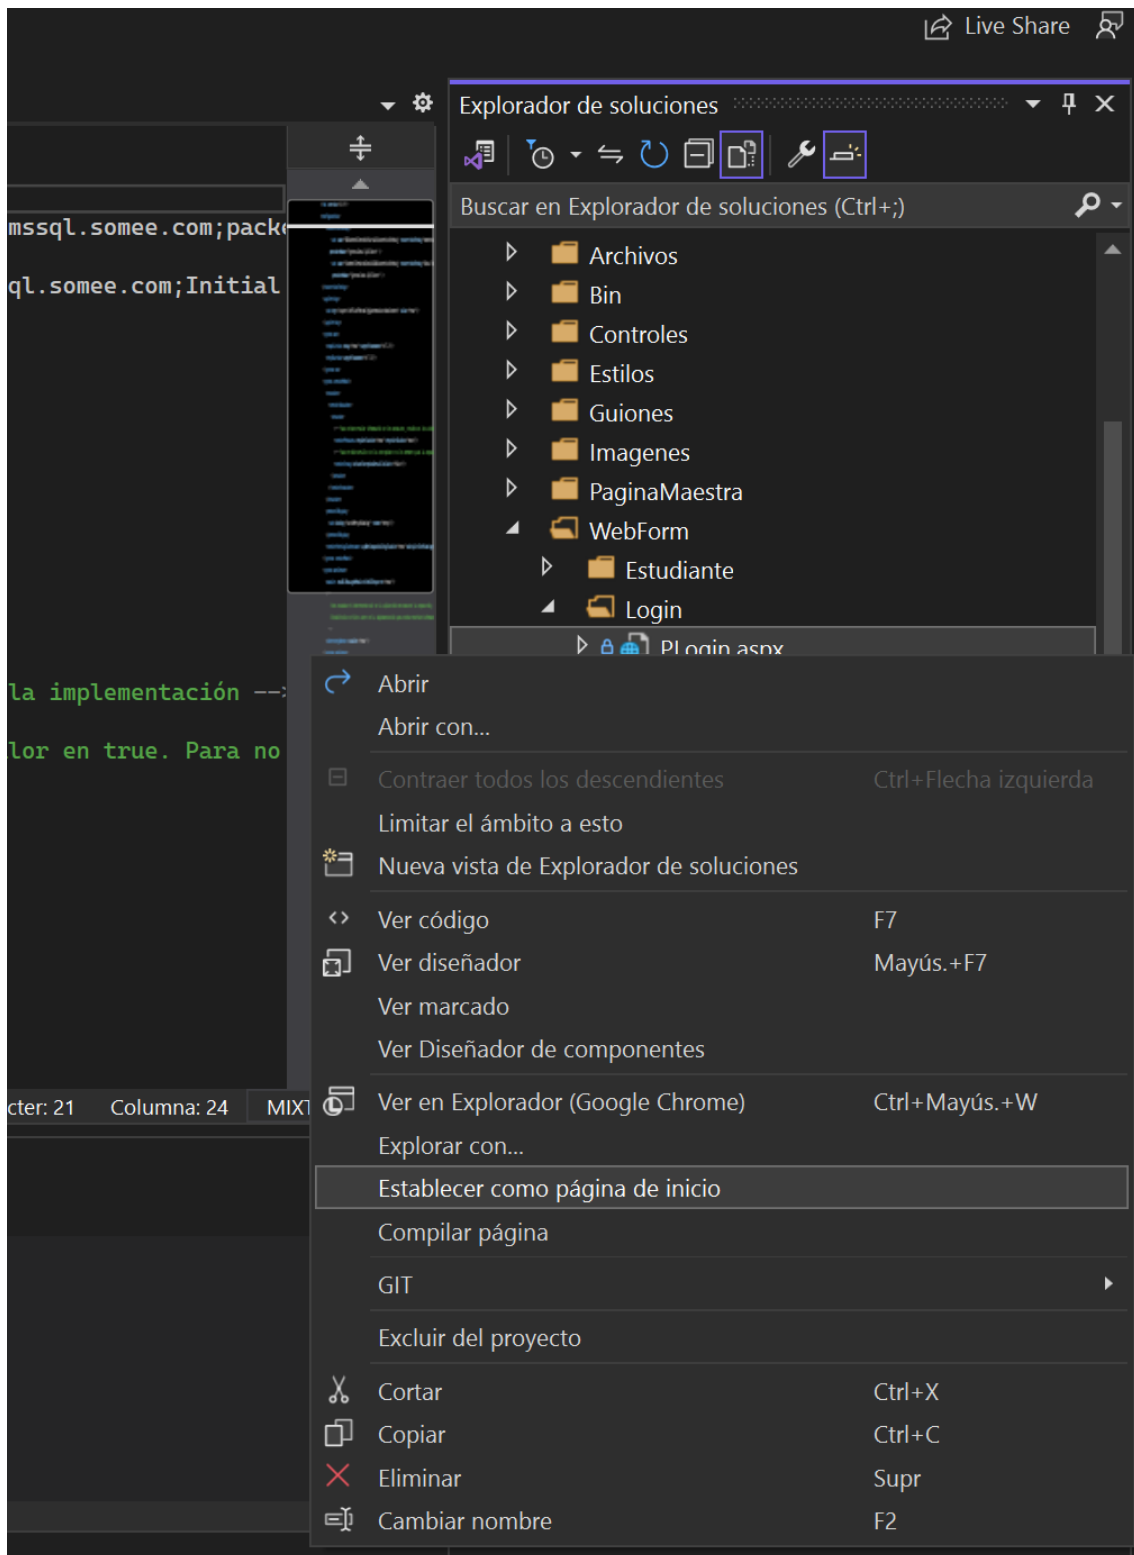 Live Share
Explorador de soluciones
Buscar en Explorador de soluciones (Ctrl+;)
mssql.somee.com;packe
ql.somee.com;Initial
Archivos
Bin
Controles
Estilos
Guiones
Imagenes
PaginaMaestra
WebForm
Estudiante
Login
PLogin.aspx
la implementación -->
lor en true. Para no
Abrir
Abrir con...
Contraer todos los descendientes Ctrl+Flecha izquierda
Limitar el ámbito a esto
Nueva vista de Explorador de soluciones
Ver código F7
Ver diseñador Mayús.+F7
Ver marcado
Ver Diseñador de componentes
cter: 21 Columna: 24 MIXT
Ver en Explorador (Google Chrome) Ctrl+Mayús.+W
Explorar con...
Establecer como página de inicio
Compilar página
GIT
Excluir del proyecto
Cortar Ctrl+X
Copiar Ctrl+C
Eliminar Supr
Cambiar nombre F2